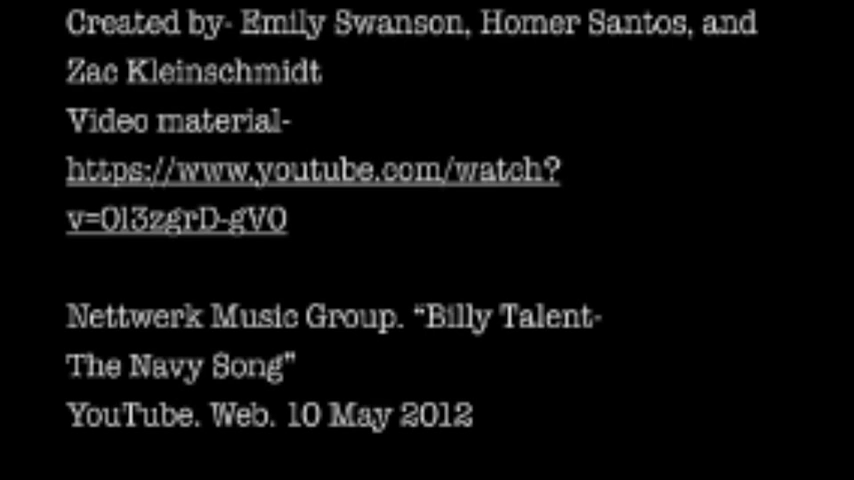 Created by- Emily Swanson, Homer Santos, and
Zac Kleinschmidt
Video material-
https://www.youtube.com/watch?
v=Ol3zgrD-gV0
Nettwerk Music Group. “Billy Talent-
The Navy Song"
YouTube. Web. 10 May 2012